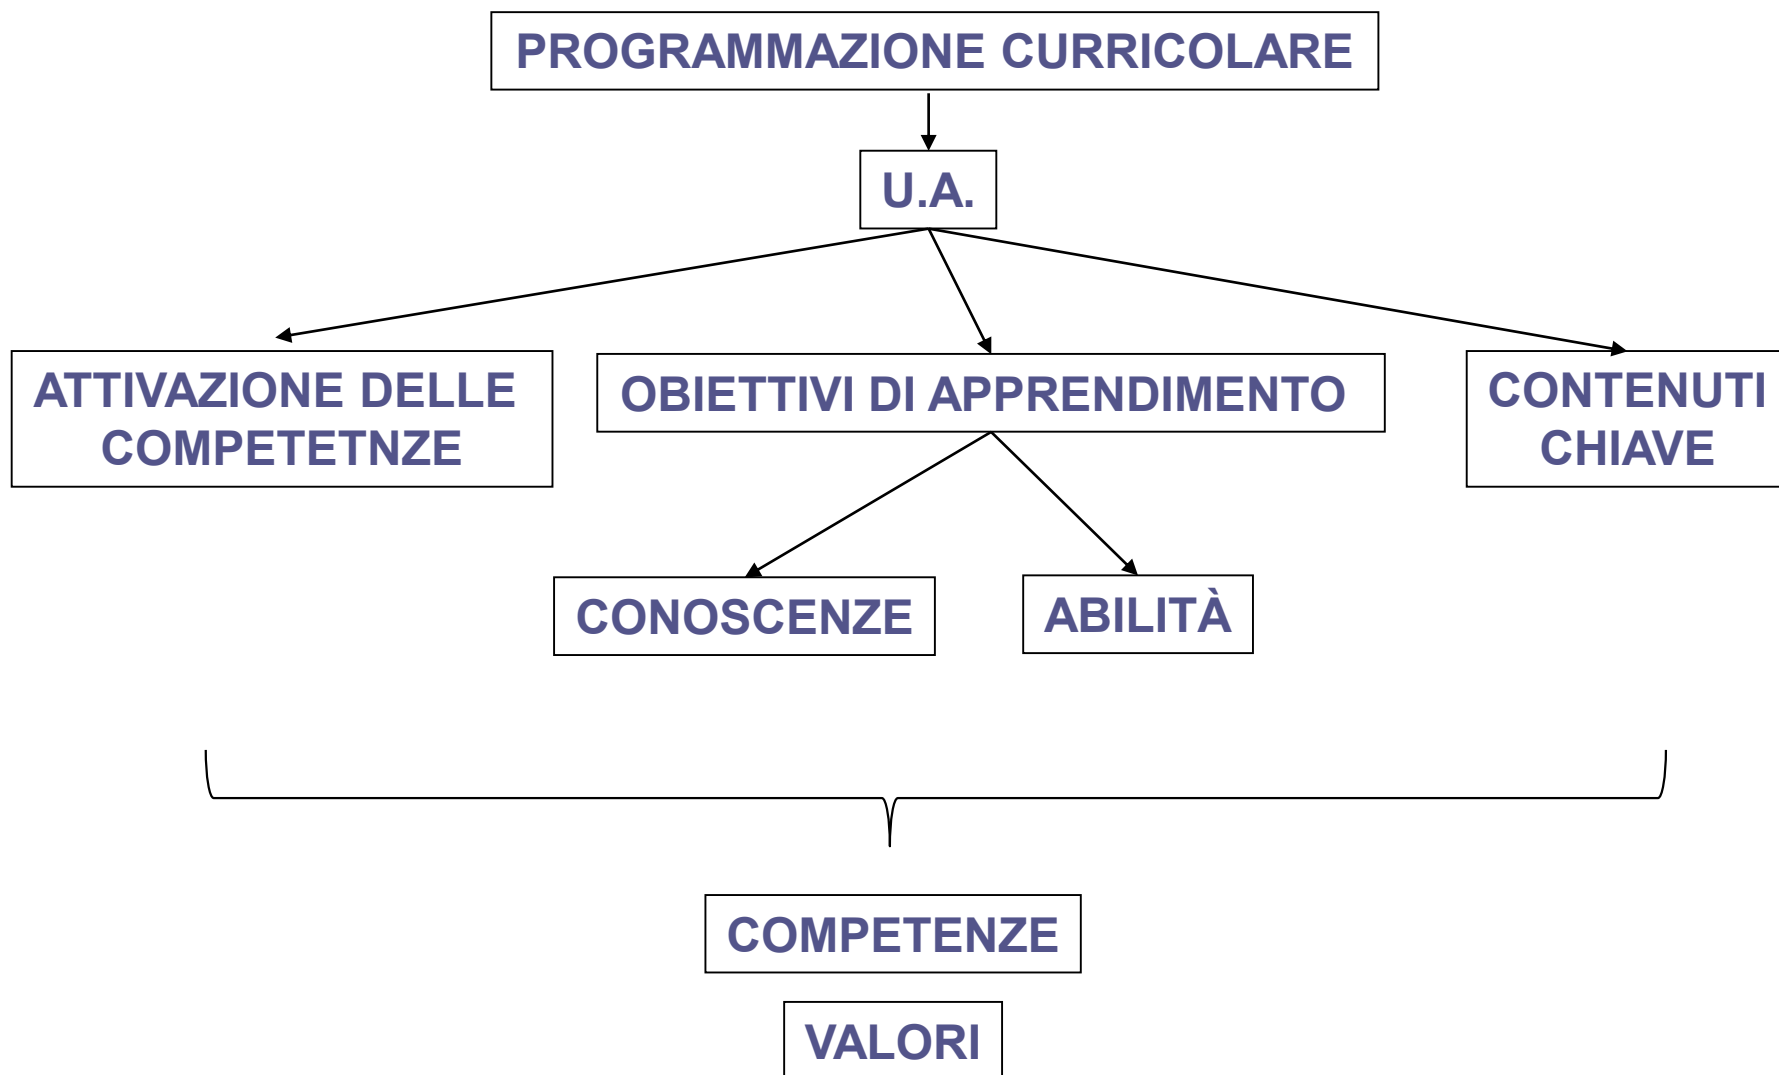 PROGRAMMAZIONE CURRICOLARE
U.A.
ATTIVAZIONE DELLE
COMPETETNZE
OBIETTIVI DI APPRENDIMENTO
CONTENUTI
CHIAVE
CONOSCENZE
ABILITÀ
COMPETENZE
VALORI